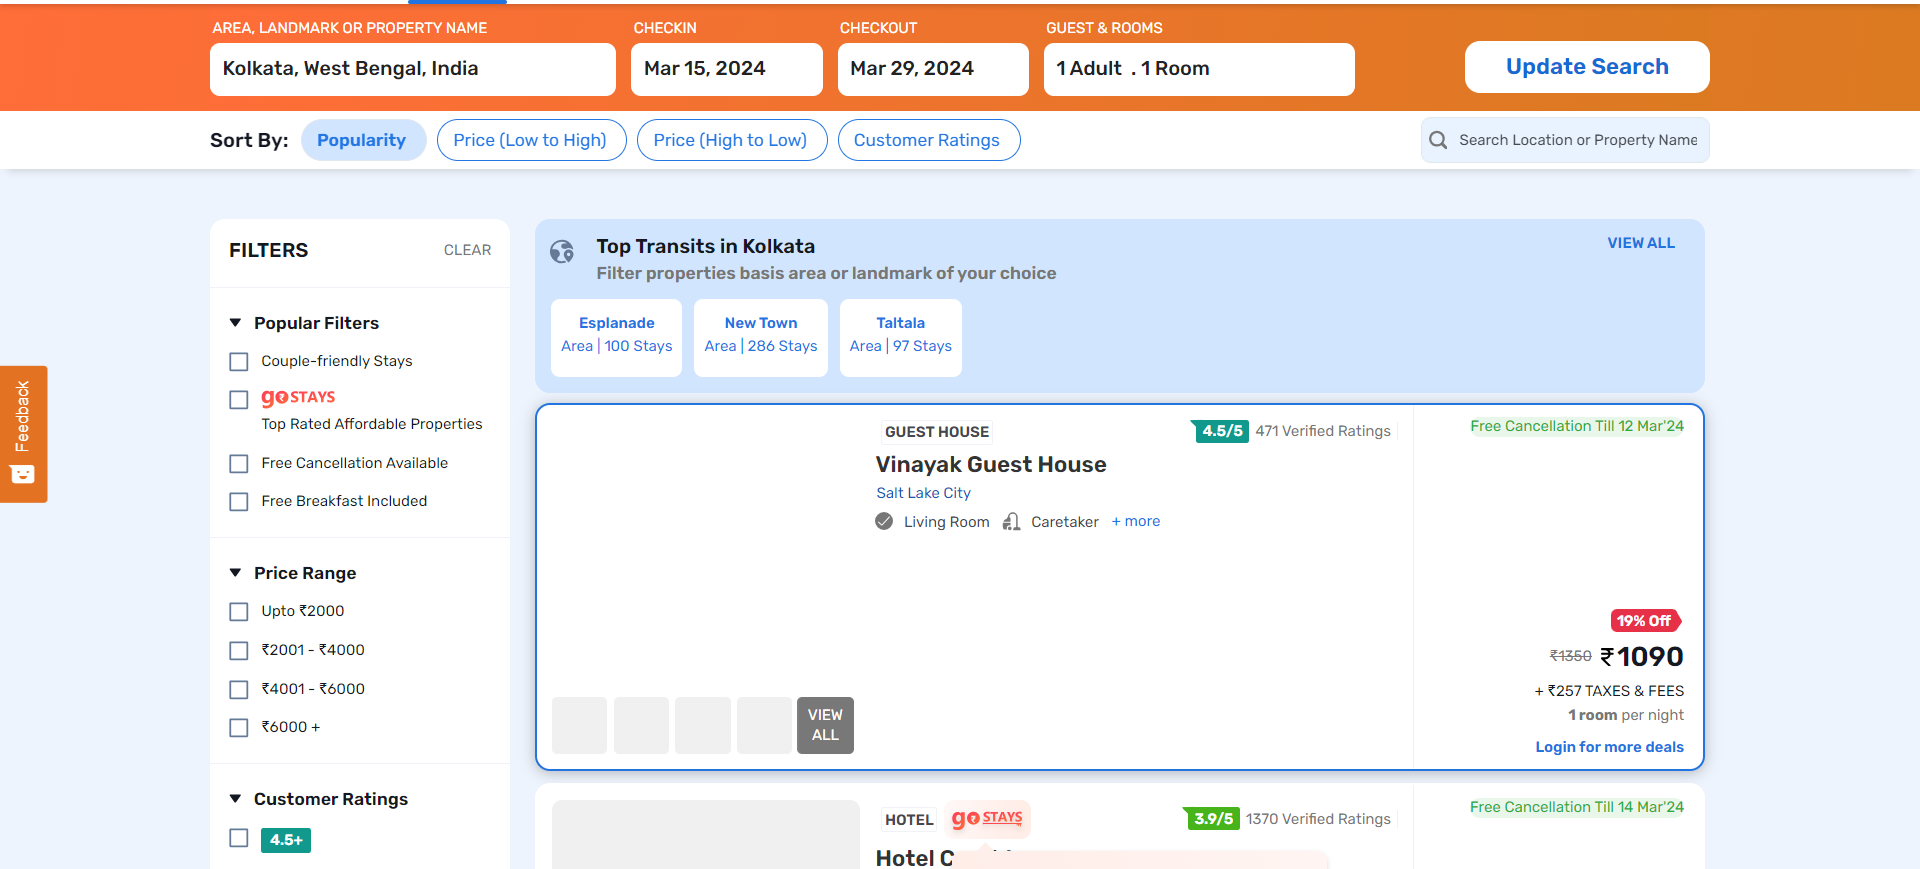 AREA, LANDMARK OR PROPERTY NAME
CHECKIN
CHECKOUT
GUEST & ROOMS
Kolkata, West Bengal, India
Mar 15, 2024
Mar 29, 2024
1 Adult . 1 Room
Update Search
Sort By:
Popularity
Price (Low to High)
Price (High to Low)
Customer Ratings
Search Location or Property Name
FILTERS
CLEAR
Popular Filters
Couple-friendly Stays
goSTAYS
Top Rated Affordable Properties
Free Cancellation Available
Free Breakfast Included
Price Range
Upto ₹2000
₹2001 - ₹4000
₹4001 - ₹6000
₹6000 +
Customer Ratings
4.5+
Feedback
Top Transits in Kolkata
VIEW ALL
Filter properties basis area or landmark of your choice
Esplanade
Area | 100 Stays
New Town
Area | 286 Stays
Taltala
Area | 97 Stays
GUEST HOUSE
4.5/5
471 Verified Ratings
Free Cancellation Till 12 Mar'24
Vinayak Guest House
Salt Lake City
Living Room
Caretaker
+ more
19% Off
₹1350
₹1090
+ ₹257 TAXES & FEES
1 room per night
Login for more deals
VIEW
ALL
HOTEL
goSTAYS
3.9/5
1370 Verified Ratings
Free Cancellation Till 14 Mar'24
Hotel